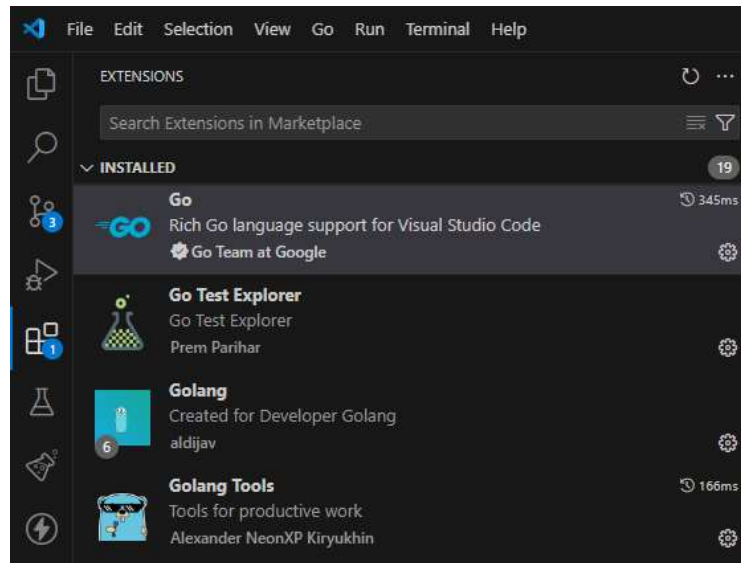 File Edit Selection View Go Run Terminal Help
EXTENSIONS
Search Extensions in Marketplace
INSTALLED 19
Go 345ms
GO Rich Go language support for Visual Studio Code
Go Team at Google
3
Go Test Explorer
Go Test Explorer
Prem Parihar
1
Golang
Created for Developer Golang
6 aldijav
Golang Tools 166ms
Tools for productive work
Alexander NeonXP Kiryukhin